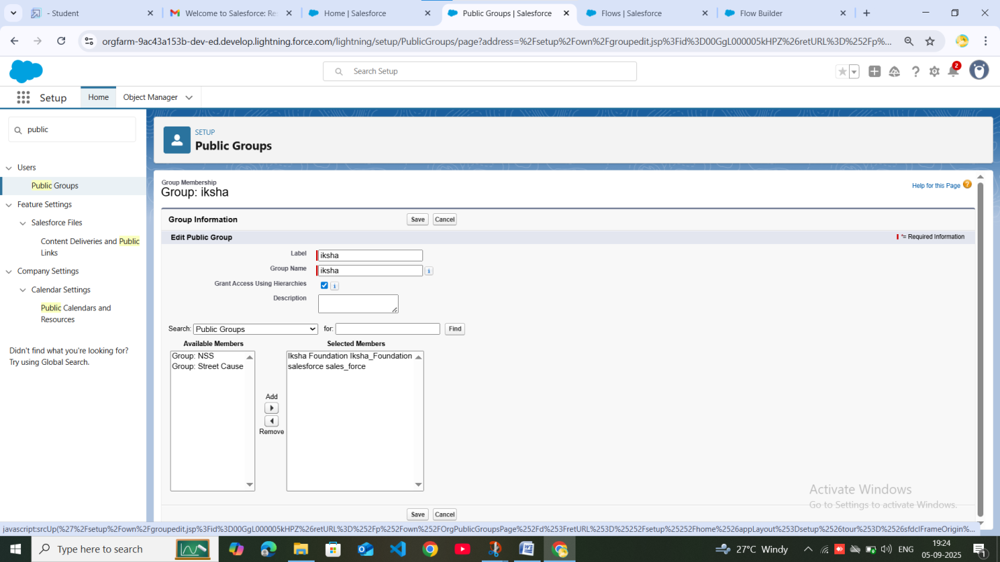 - Student
Welcome to Salesforce: Re
Home | Salesforce
Public Groups | Salesforce
Flows | Salesforce
Flow Builder
orgfarm-9ac43a153b-dev-ed.develop.lightning.force.com/lightning/setup/PublicGroups/page?address=%2Fsetup%2Fown%2Fgroupedit.jsp%3Fid%3D00GgL000005kHPZ%26retURL%3D%252Fp%...
Search Setup
2
Setup
Home
Object Manager
public
Users
Public Groups
Feature Settings
Salesforce Files
Content Deliveries and Public
Links
Company Settings
Calendar Settings
Public Calendars and
Resources
Didn't find what you're looking for?
Try using Global Search.
SETUP
Public Groups
Group Membership
Group: iksha
Help for this Page
Group Information
Save
Cancel
Edit Public Group
*= Required Information
Label
iksha
Group Name
iksha
Grant Access Using Hierarchies
Description
Search:
Public Groups
for:
Find
Available Members
Selected Members
Group: NSS
Group: Street Cause
Add
Remove
Iksha Foundation Iksha_Foundation
salesforce sales_force
Save
Cancel
Activate Windows
Go to Settings to activate Windows.
javascript:srcUp(%27%2Fsetup%2Fown%2Fgroupedit.jsp%3Fid%3D00GgL000005kHPZ%26retURL%3D%252Fp%252Fown%252FOrgPublicGroupsPage%252Fd%253FretURL%253D%25252Fsetup%25252Fhome%2526appLayout%253Dsetup%2526tour%253D%2526sfdcIFrameOrigin%...
Type here to search
27°C Windy
ENG
19:24
05-09-2025
1